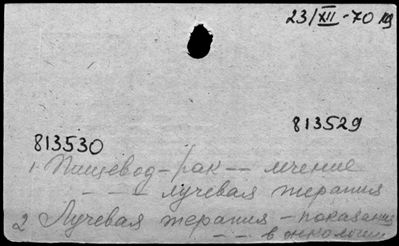 23/XII-70 
813529
813530
1 Пищевод-рак-- лечение
- - лучевая терапия
2 Лучевая терапия - показания
- - в онкологии